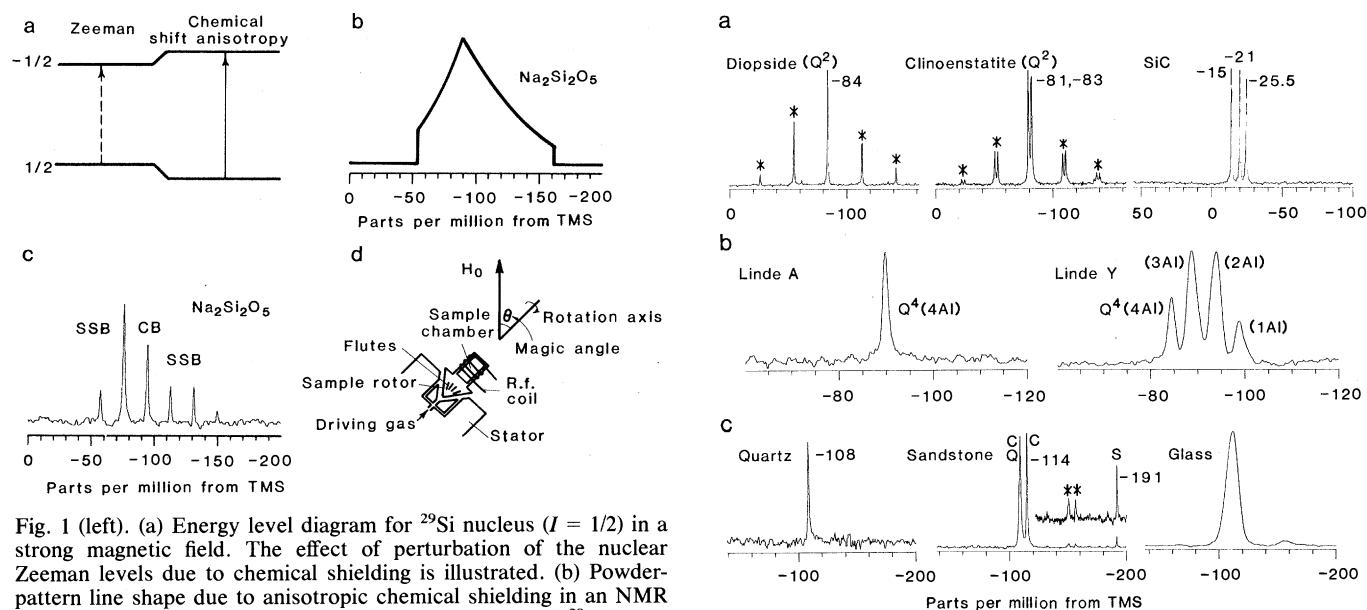 a
Zeeman
Chemical
shift anisotropy
-1/2
1/2
b
Na₂Si₂O₅
0 -50 -100 -150 -200
Parts per million from TMS
c
Na₂Si₂O₅
SSB
CB
SSB
0 -50 -100 -150 -200
Parts per million from TMS
d
H₀
Sample
chamber
θ
Rotation axis
Magic angle
Flutes
Sample rotor
R.f.
coil
Driving gas
Stator
Fig. 1 (left). (a) Energy level diagram for ²⁹Si nucleus (I = 1/2) in a
strong magnetic field. The effect of perturbation of the nuclear
Zeeman levels due to chemical shielding is illustrated. (b) Powder-
pattern line shape due to anisotropic chemical shielding in an NMR
a
Diopside (Q²)
-84
* * * *
0 -100
Clinoenstatite (Q²)
-81,-83
* * * *
0 -100
SiC
-15
-21
-25.5
50 0 -50 -100
b
Linde A
Q⁴(4Al)
-80 -100 -120
Linde Y
Q⁴(4Al)
(3Al)
(2Al)
(1Al)
-80 -100 -120
c
Quartz
-108
-100 -200
Sandstone
C
Q
C
-114
* *
S
-191
-100 -200
Glass
-100 -200
Parts per million from TMS